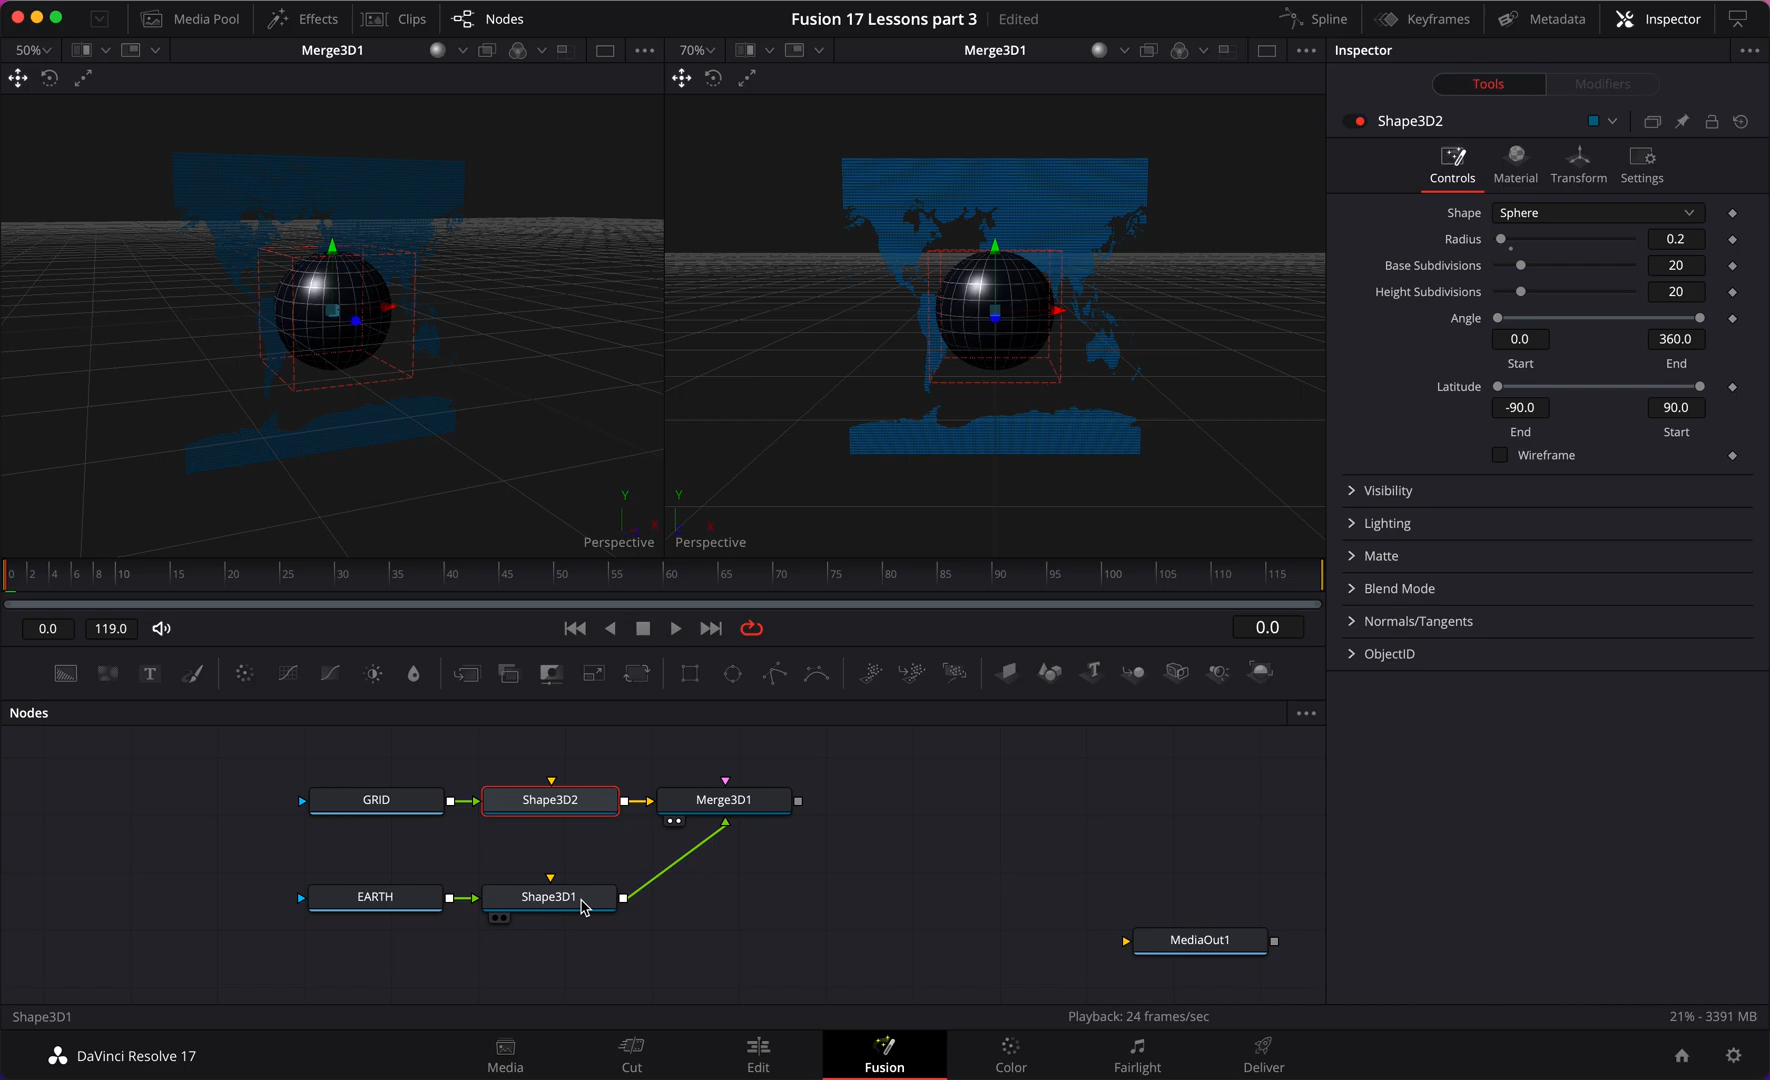 Media Pool
Effects
Clips
Nodes
Fusion 17 Lessons part 3
Edited
Spline
Keyframes
Metadata
Inspector
50%
Merge3D1
70%
Merge3D1
Inspector
Tools
Modifiers
Shape3D2
Controls
Material
Transform
Settings
Shape
Sphere
Radius
0.2
Base Subdivisions
20
Height Subdivisions
20
Angle
0.0
360.0
Start
End
Latitude
-90.0
90.0
End
Start
Wireframe
Visibility
Lighting
Matte
Blend Mode
Normals/Tangents
ObjectID
Y
X
Perspective
Y
X
Perspective
0 2 4 6 8 10 15 20 25 30 35 40 45 50 55 60 65 70 75 80 85 90 95 100 105 110 115
0.0
119.0
0.0
Nodes
GRID
Shape3D2
Merge3D1
EARTH
Shape3D1
MediaOut1
Shape3D1
Playback: 24 frames/sec
21% - 3391 MB
DaVinci Resolve 17
Media
Cut
Edit
Fusion
Color
Fairlight
Deliver